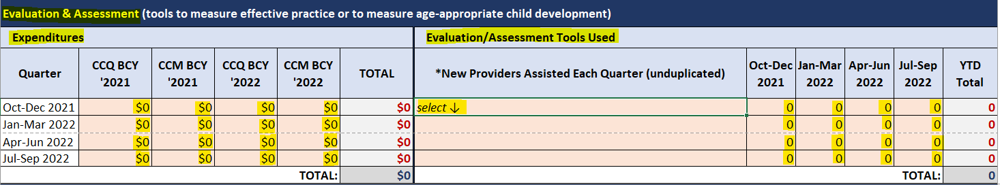 Evaluation & Assessment (tools to measure effective practice or to measure age-appropriate child development)
Expenditures Evaluation/Assessment Tools Used
Quarter CCQ BCY '2021 CCM BCY '2021 CCQ BCY '2022 CCM BCY '2022 TOTAL *New Providers Assisted Each Quarter (unduplicated) Oct-Dec 2021 Jan-Mar 2022 Apr-Jun 2022 Jul-Sep 2022 YTD Total
Oct-Dec 2021 $0 $0 $0 $0 $0 select ↓ 0 0 0 0 0
Jan-Mar 2022 $0 $0 $0 $0 $0 0 0 0 0 0
Apr-Jun 2022 $0 $0 $0 $0 $0 0 0 0 0 0
Jul-Sep 2022 $0 $0 $0 $0 $0 0 0 0 0 0
TOTAL: $0 TOTAL: 0